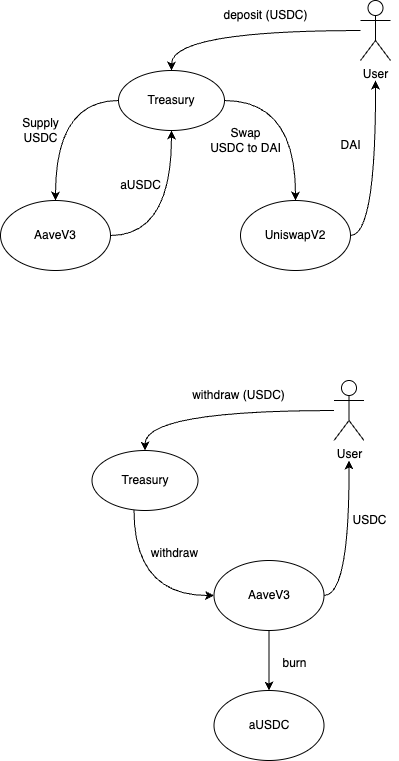 deposit (USDC)
User
Treasury
Supply
USDC
Swap
USDC to DAI
DAI
aUSDC
AaveV3
UniswapV2
withdraw (USDC)
User
Treasury
USDC
withdraw
AaveV3
burn
aUSDC